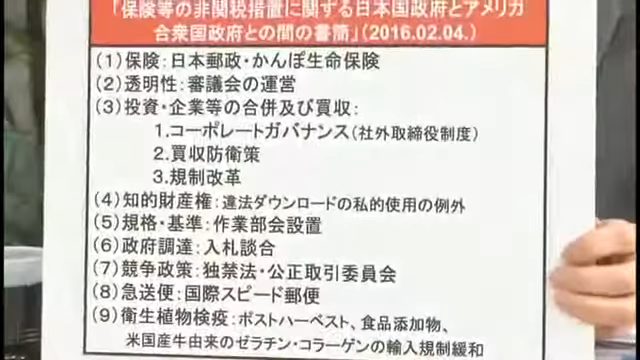 「保険等の非関税措置に関する日本国政府とアメリカ
合衆国政府との間の書簡」(2016.02.04.)
(1)保険:日本郵政・かんぽ生命保険
(2)透明性:審議会の運営
(3)投資・企業等の合併及び買収:
1.コーポレートガバナンス(社外取締役制度)
2.買収防衛策
3.規制改革
(4)知的財産権:違法ダウンロードの私的使用の例外
(5)規格・基準:作業部会設置
(6)政府調達:入札談合
(7)競争政策:独禁法・公正取引委員会
(8)急送便:国際スピード郵便
(9)衛生植物検疫:ポストハーベスト、食品添加物、
米国産牛由来のゼラチン・コラーゲンの輸入規制緩和